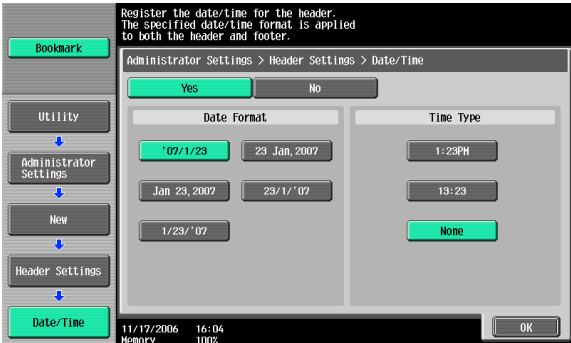 Register the date/time for the header.
The specified date/time format is applied
to both the header and footer.
Bookmark
Administrator Settings > Header Settings > Date/Time
Yes
No
Utility
Administrator
Settings
New
Header Settings
Date/Time
Date Format
'07/1/23
23 Jan,2007
Jan 23,2007
23/1/'07
1/23/'07
Time Type
1:23PM
13:23
None
11/17/2006 16:04
Memory 100%
OK